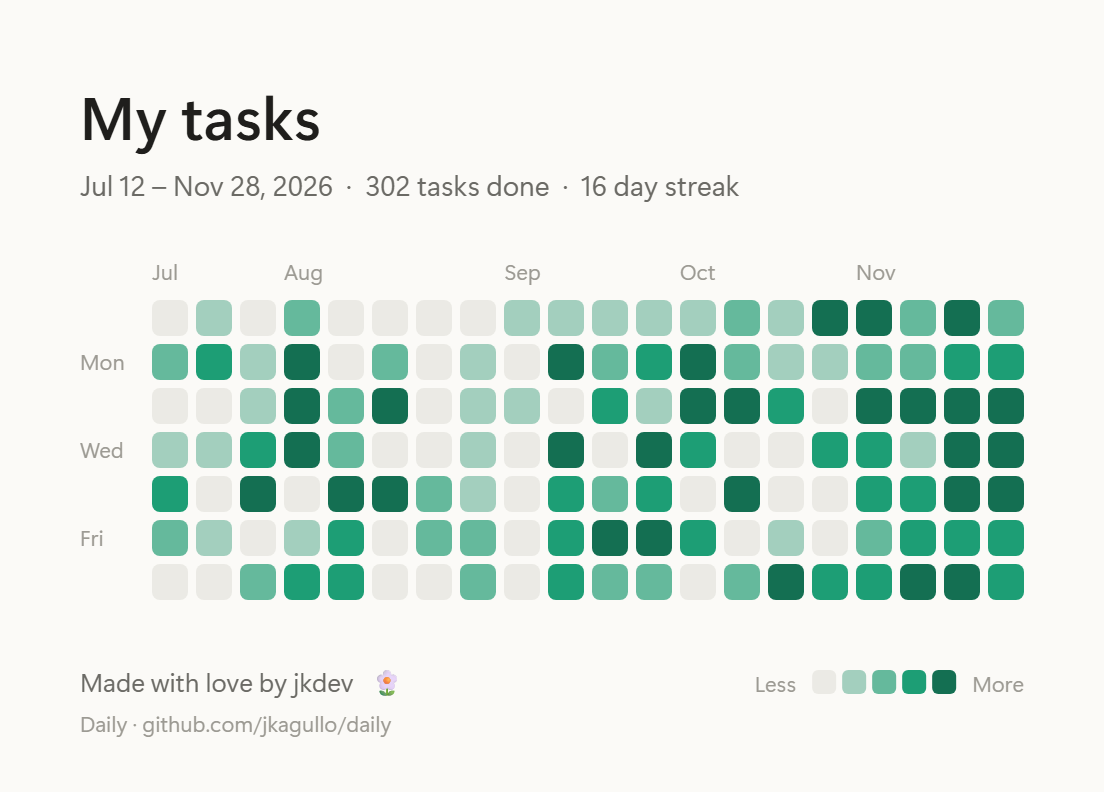 My tasks
Jul 12 – Nov 28, 2026 · 302 tasks done · 16 day streak
Jul Aug Sep Oct Nov
Mon
Wed
Fri
Made with love by jkdev
Less More
Daily · github.com/jkagullo/daily